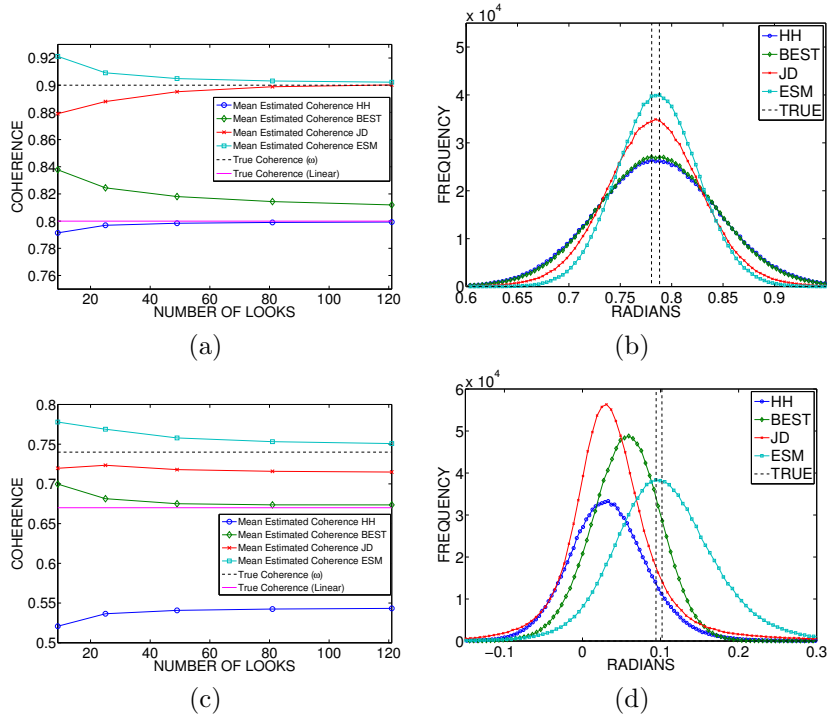 0.92
0.9
0.88
0.86
0.84
0.82
0.8
0.78
0.76
COHERENCE
Mean Estimated Coherence HH
Mean Estimated Coherence BEST
Mean Estimated Coherence JD
Mean Estimated Coherence ESM
True Coherence (ω)
True Coherence (Linear)
20 40 60 80 100 120
NUMBER OF LOOKS
(a)
x 10⁴
5
4
3
2
1
0
FREQUENCY
HH
BEST
JD
ESM
TRUE
0.6 0.65 0.7 0.75 0.8 0.85 0.9
RADIANS
(b)
0.8
0.75
0.7
0.65
0.6
0.55
0.5
COHERENCE
Mean Estimated Coherence HH
Mean Estimated Coherence BEST
Mean Estimated Coherence JD
Mean Estimated Coherence ESM
True Coherence (ω)
True Coherence (Linear)
20 40 60 80 100 120
NUMBER OF LOOKS
(c)
x 10⁴
6
5
4
3
2
1
0
FREQUENCY
HH
BEST
JD
ESM
TRUE
−0.1 0 0.1 0.2 0.3
RADIANS
(d)